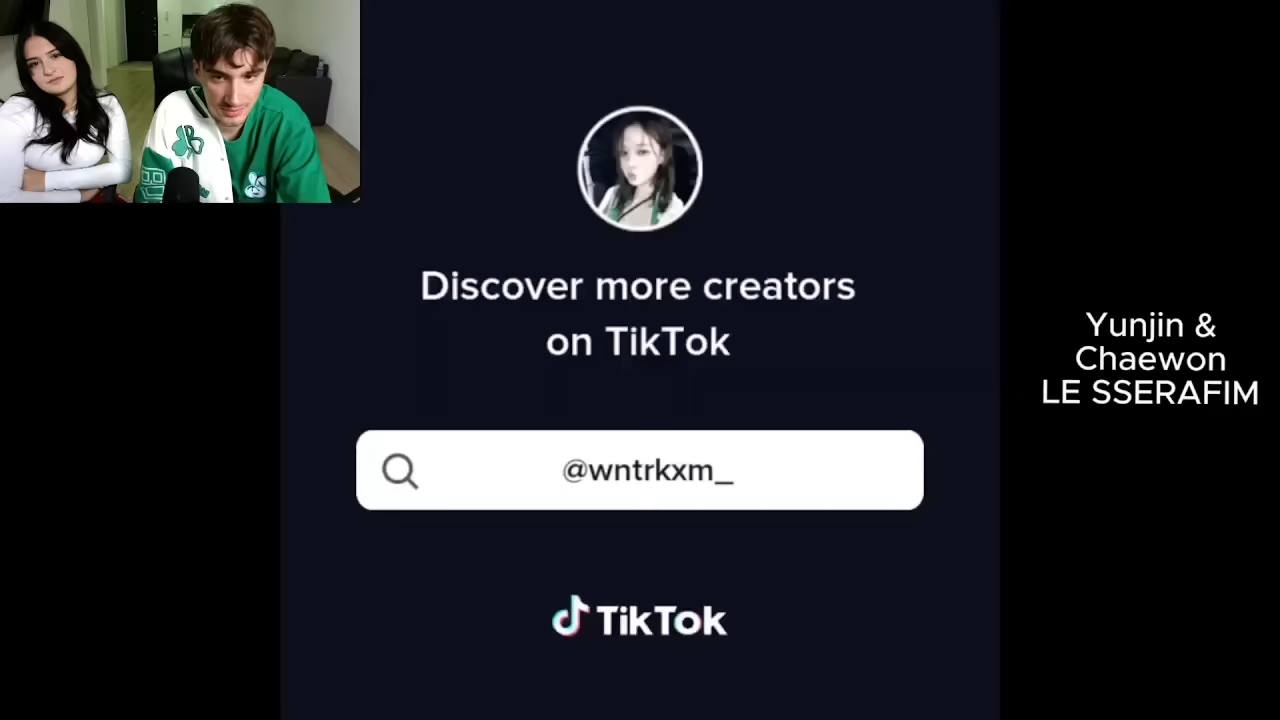 Discover more creators
on TikTok
@wntrkxm_
TikTok
Yunjin &
Chaewon
LE SSERAFIM